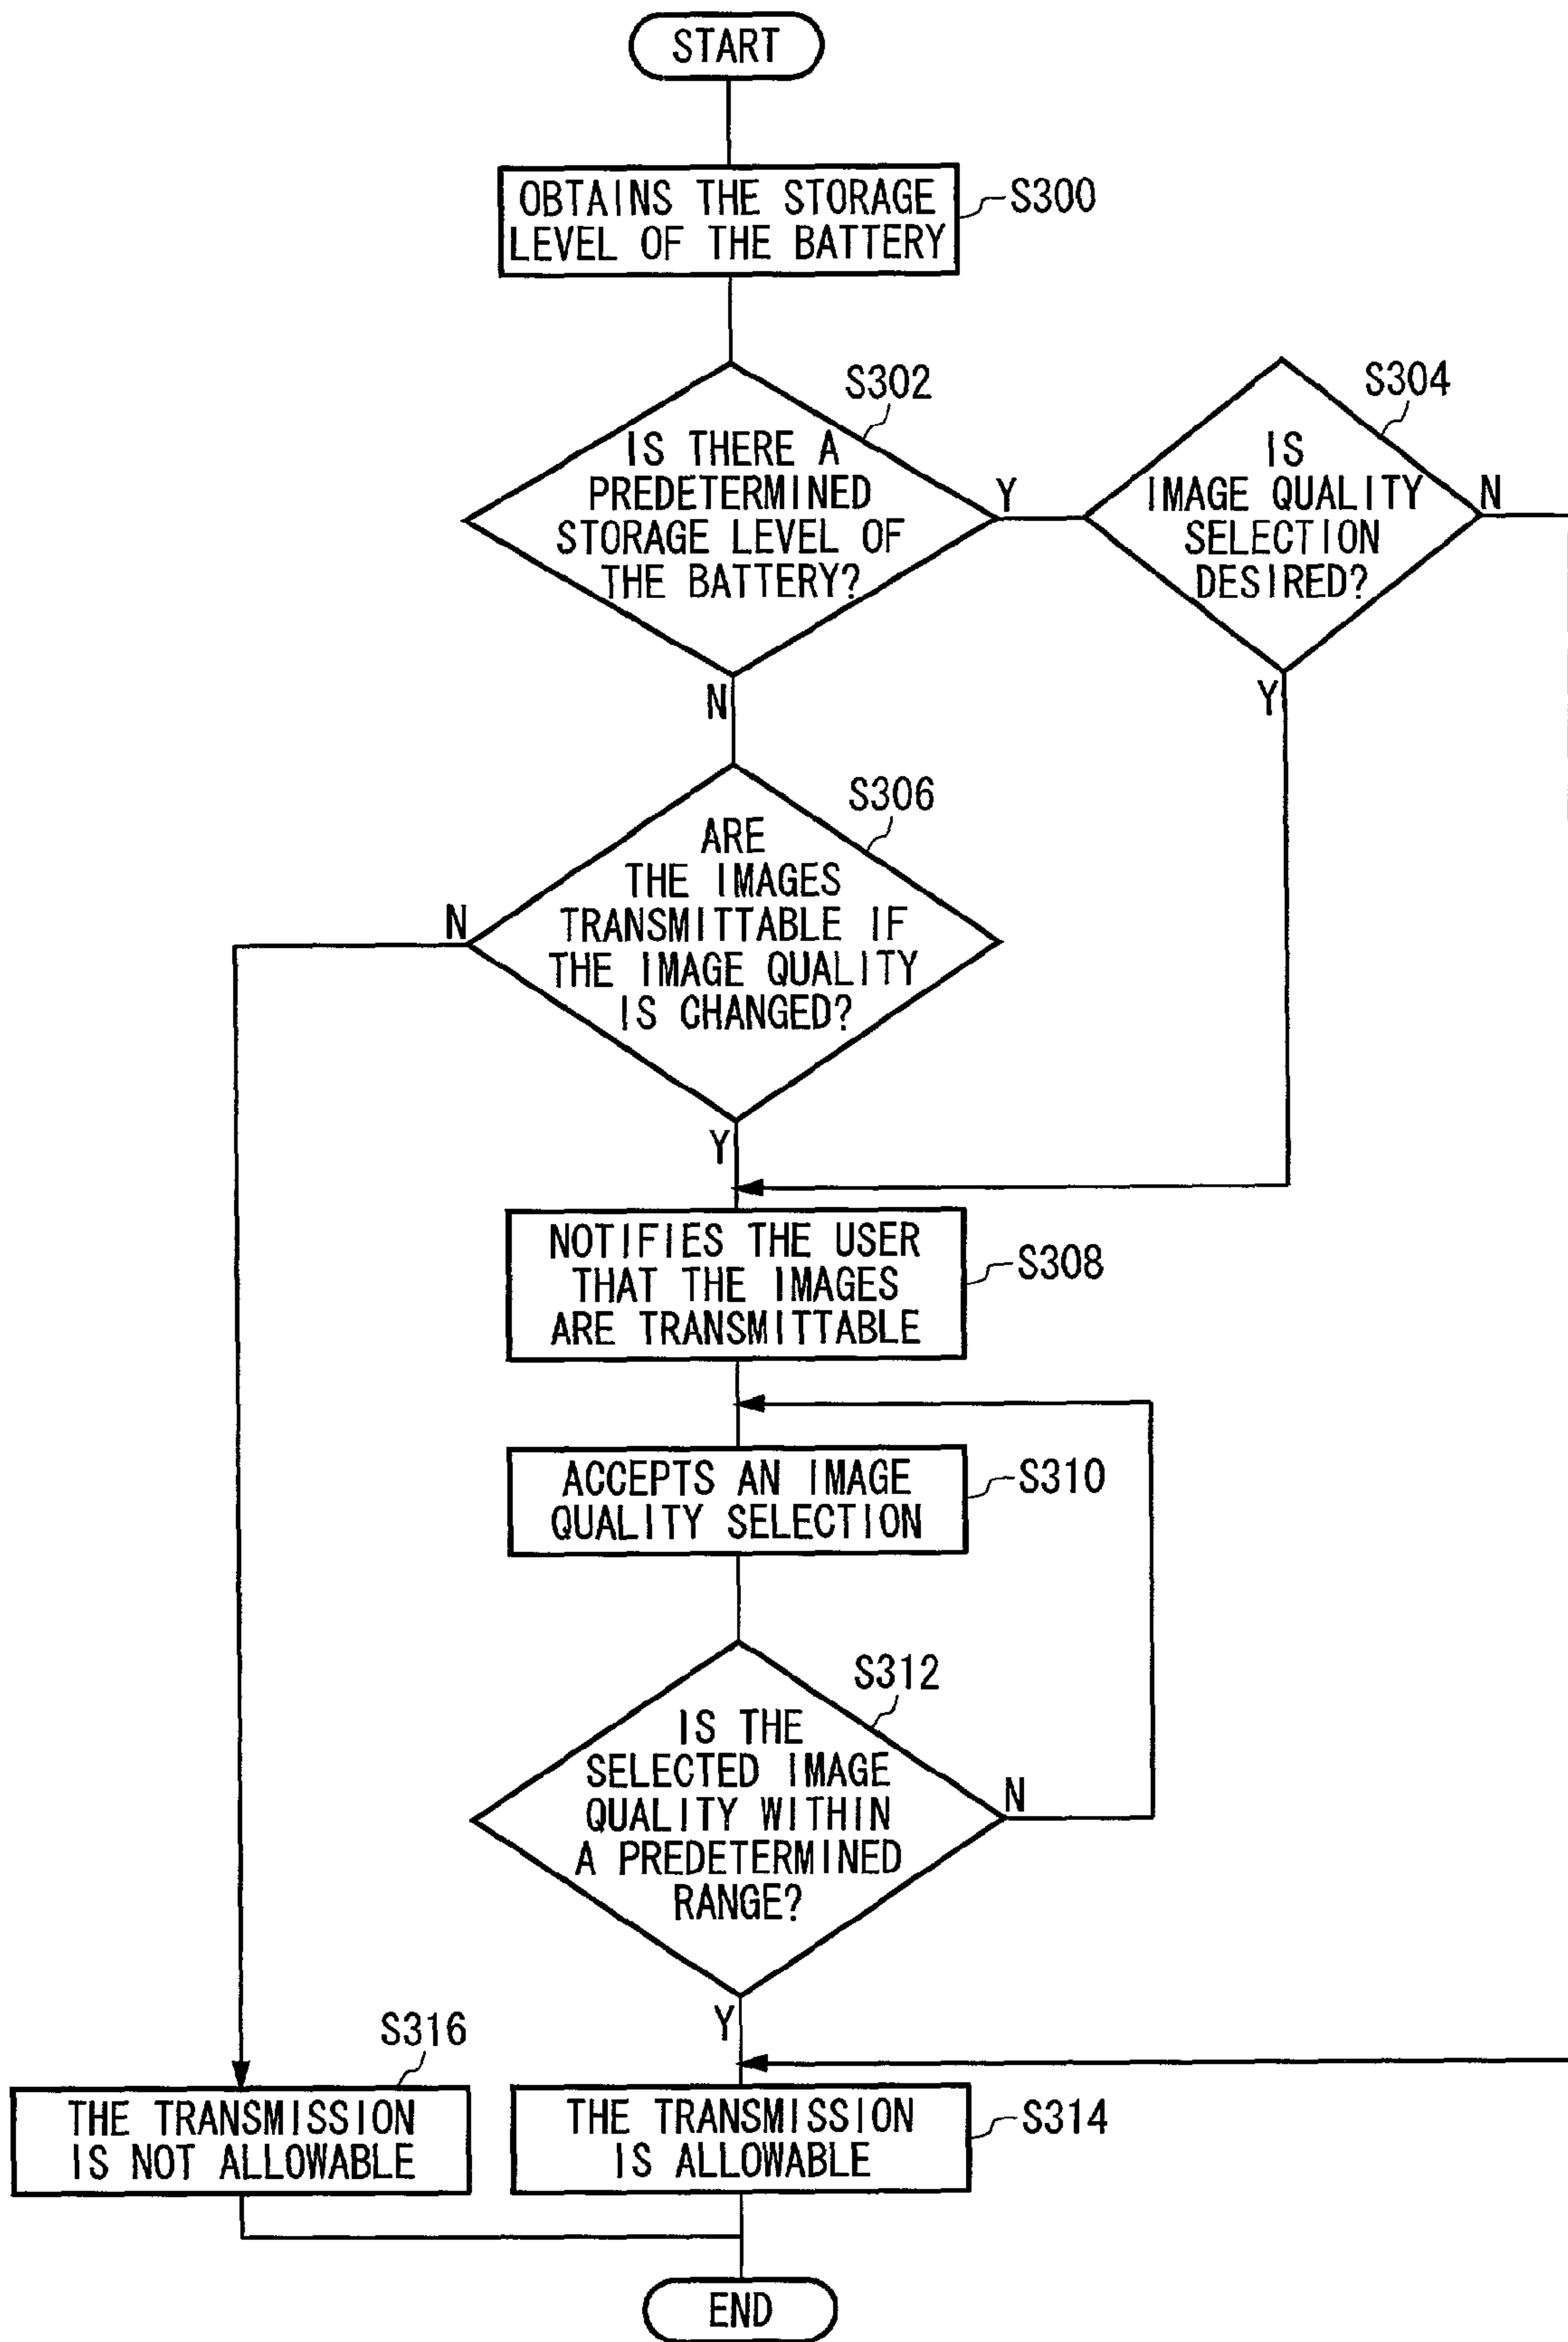 START
OBTAINS THE STORAGE
LEVEL OF THE BATTERY
S300
S302
IS THERE A
PREDETERMINED
STORAGE LEVEL OF
THE BATTERY?
Y
N
S304
IS
IMAGE QUALITY
SELECTION
DESIRED?
N
Y
S306
ARE
THE IMAGES
TRANSMITTABLE IF
THE IMAGE QUALITY
IS CHANGED?
N
Y
NOTIFIES THE USER
THAT THE IMAGES
ARE TRANSMITTABLE
S308
ACCEPTS AN IMAGE
QUALITY SELECTION
S310
S312
IS THE
SELECTED IMAGE
QUALITY WITHIN
A PREDETERMINED
RANGE?
N
Y
S316
THE TRANSMISSION
IS NOT ALLOWABLE
THE TRANSMISSION
IS ALLOWABLE
S314
END